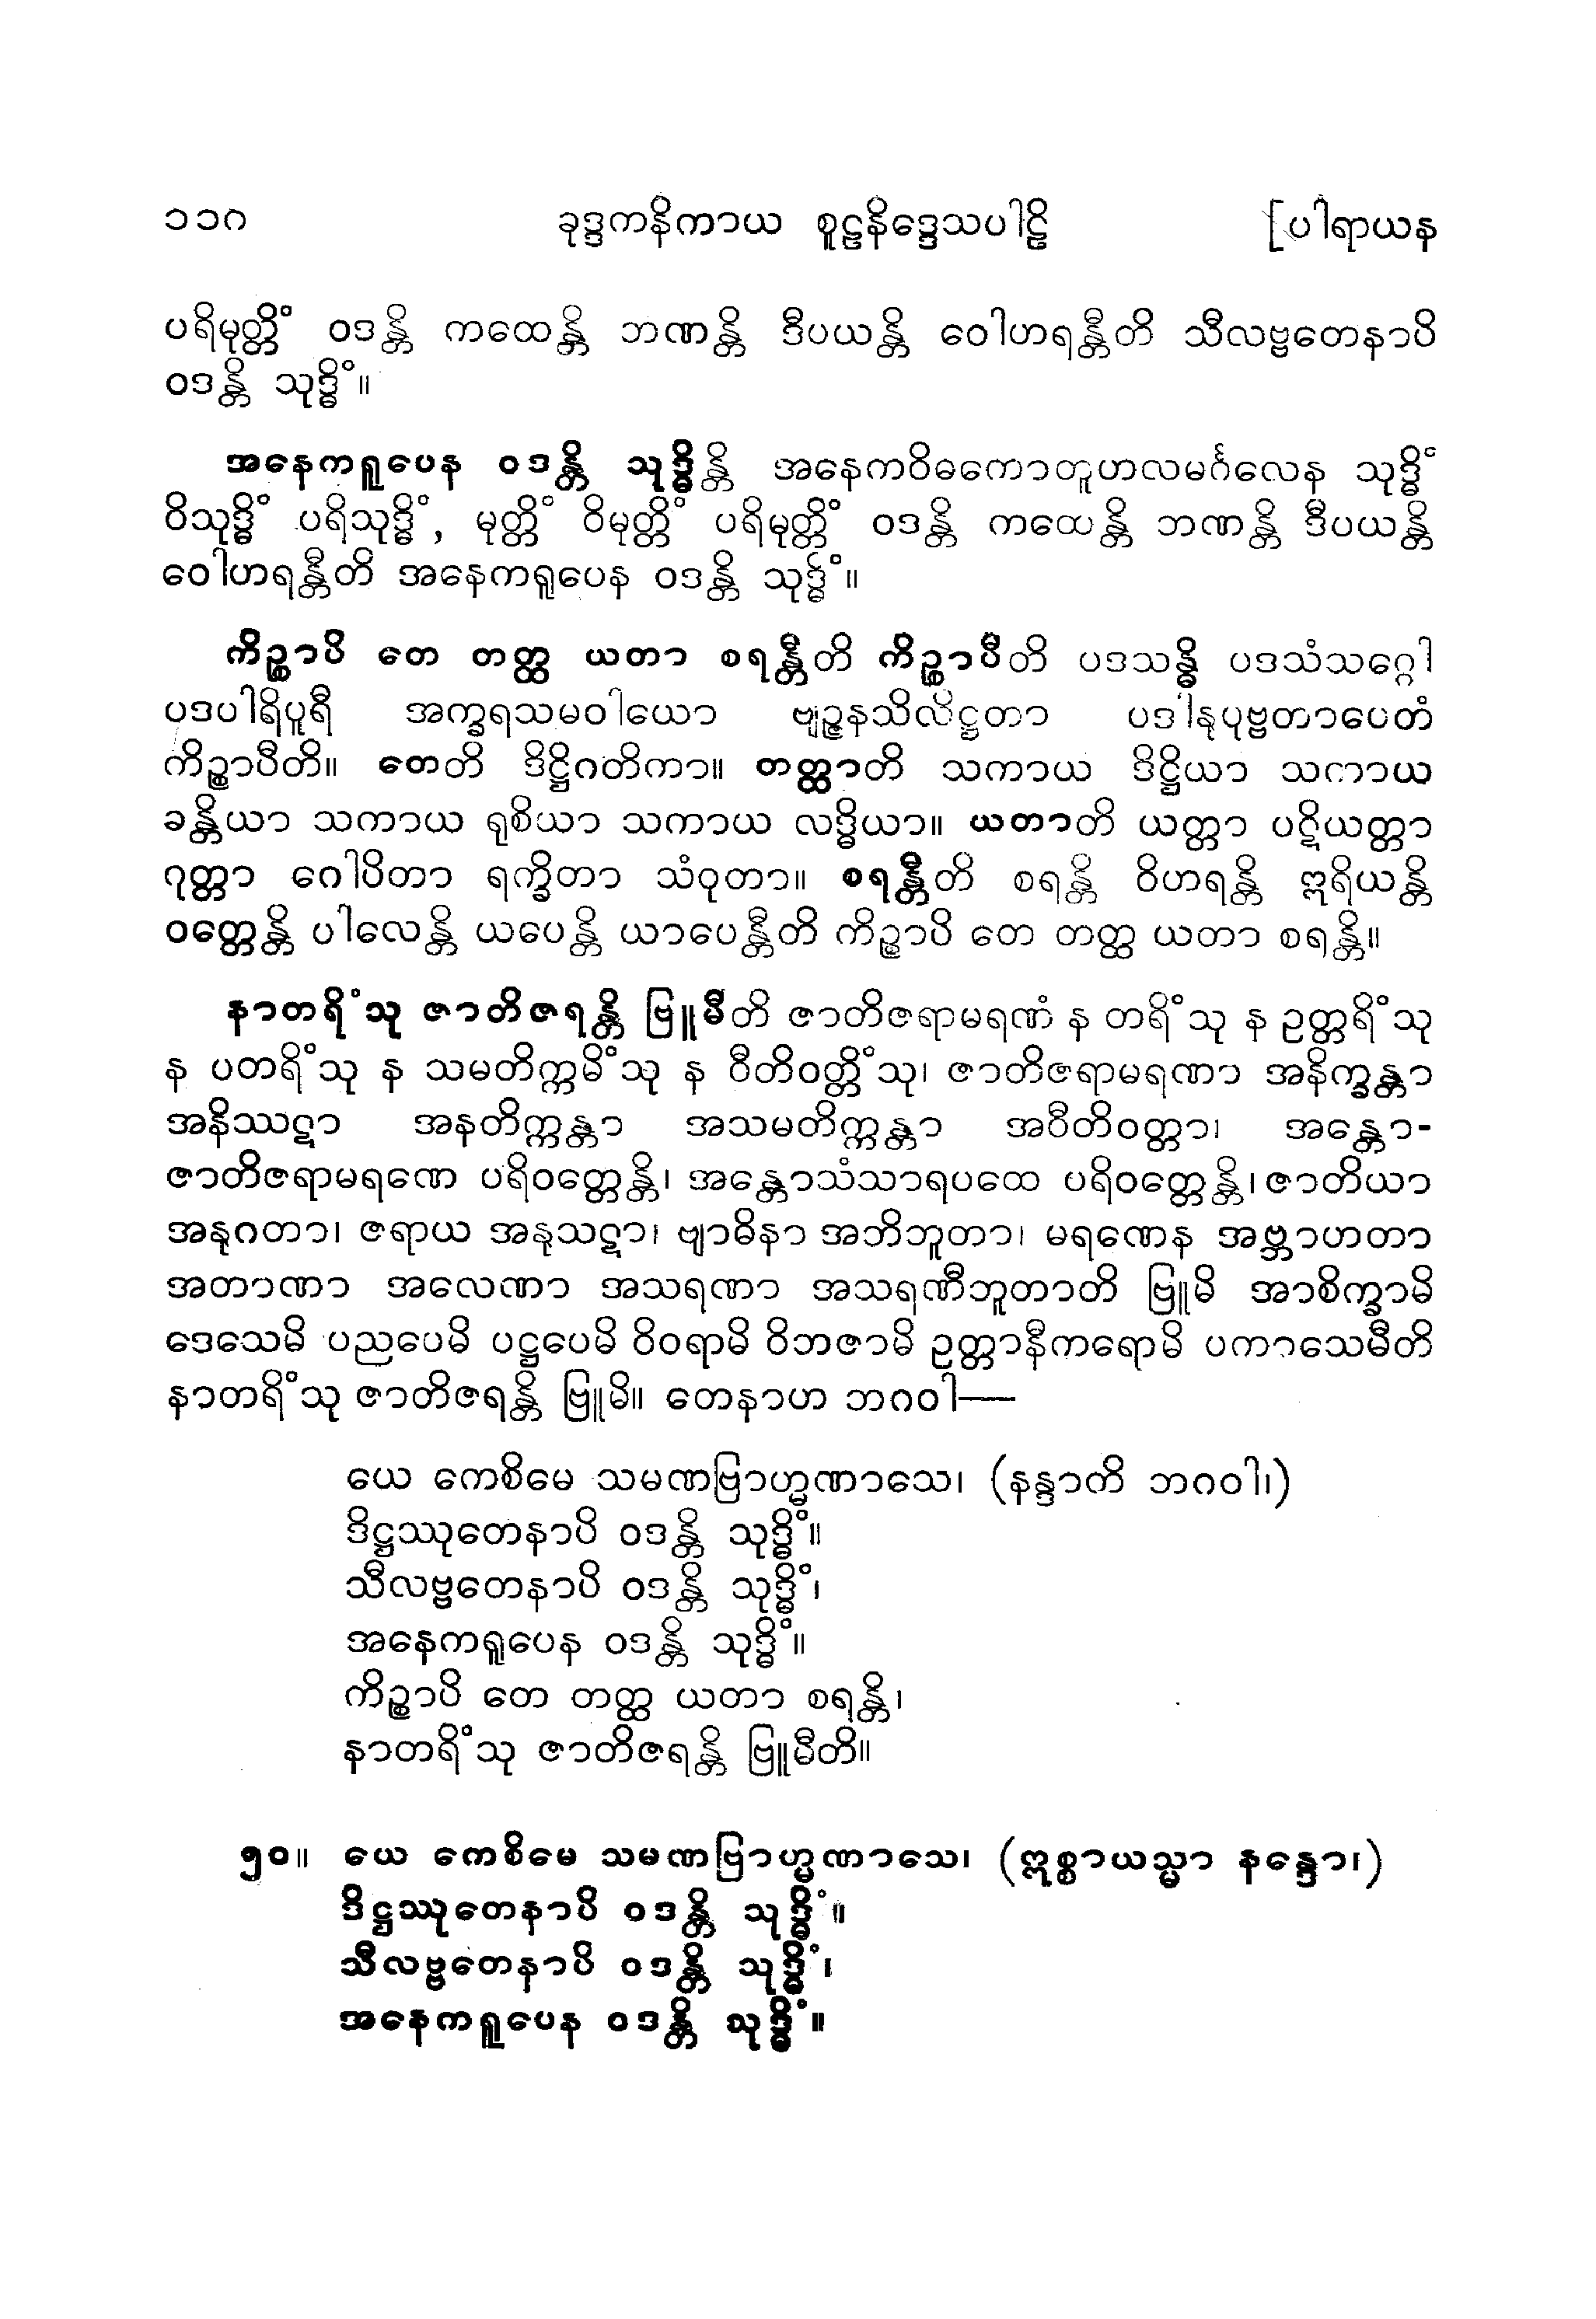 ၁၁၈ ခုဒ္ဒကနိကာယ စူဠနိဒ္ဒေသပါဠိ [ပါရာယန
ပရိမုတ္တိံ ဝဒန္တိ ကထေန္တိ ဘဏန္တိ ဒီပယန္တိ ဝေါဟရန္တီတိ သီလဗ္ဗတေနာပိ
ဝဒန္တိ သုဒ္ဓိံ။
အနေကရူပေန ဝဒန္တိ သုဒ္ဓိန္တိ အနေကဝိဓကောတူဟလမင်္ဂလေန သုဒ္ဓိံ
ဝိသုဒ္ဓိံ ပရိသုဒ္ဓိံ, မုတ္တိံ ဝိမုတ္တိံ ပရိမုတ္တိံ ဝဒန္တိ ကထေန္တိ ဘဏန္တိ ဒီပယန္တိ
ဝေါဟရန္တီတိ အနေကရူပေန ဝဒန္တိ သုဒ္ဓိံ။
ကိဉ္စာပိ တေ တတ္ထ ယတာ စရန္တီတိ ကိဉ္စာပီတိ ပဒသန္ဓိ ပဒသံသဂ္ဂေါ
ပဒပါရိပူရီ အက္ခရသမဝါယော ဗျဉ္ဇနသိလိဋ္ဌတာ ပဒါနုပုဗ္ဗတာပေတံ
ကိဉ္စာပီတိ။ တေတိ ဒိဋ္ဌိဂတိကာ။ တတ္ထာတိ သကာယ ဒိဋ္ဌိယာ သကာယ
ခန္တိယာ သကာယ ရုစိယာ သကာယ လဒ္ဓိယာ။ ယတာတိ ယတ္တာ ပဋိယတ္တာ
ဂုတ္တာ ဂေါပိတာ ရက္ခိတာ သံဝုတာ။ စရန္တီတိ စရန္တိ ဝိဟရန္တိ ဣရိယန္တိ
ဝတ္တေန္တိ ပါလေန္တိ ယပေန္တိ ယာပေန္တီတိ ကိဉ္စာပိ တေ တတ္ထ ယတာ စရန္တိ။
နာတရိံသု ဇာတိဇရန္တိ ဗြူမီတိ ဇာတိဇရာမရဏံ န တရိံသု န ဥတ္တရိံသု
န ပတရိံသု န သမတိက္ကမိံသု န ဝီတိဝတ္တိံသု၊ ဇာတိဇရာမရဏာ အနိက္ခန္တာ
အနိဿဋာ အနတိက္ကန္တာ အသမတိက္ကန္တာ အဝီတိဝတ္တာ၊ အန္တော-
ဇာတိဇရာမရဏေ ပရိဝတ္တေန္တိ၊ အန္တောသံသာရပထေ ပရိဝတ္တေန္တိ၊ ဇာတိယာ
အနုဂတာ၊ ဇရာယ အနုသဋာ၊ ဗျာဓိနာ အဘိဘူတာ၊ မရဏေန အဗ္ဘာဟတာ
အတာဏာ အလေဏာ အသရဏာ အသရဏီဘူတာတိ ဗြူမိ အာစိက္ခာမိ
ဒေသေမိ ပညပေမိ ပဋ္ဌပေမိ ဝိဝရာမိ ဝိဘဇာမိ ဥတ္တာနီကရောမိ ပကာသေမီတိ
နာတရိံသု ဇာတိဇရန္တိ ဗြူမိ။ တေနာဟ ဘဂဝါ—
ယေ ကေစိမေ သမဏဗြာဟ္မဏာသေ၊ (နန္ဒာတိ ဘဂဝါ၊)
ဒိဋ္ဌဿုတေနာပိ ဝဒန္တိ သုဒ္ဓိံ။
သီလဗ္ဗတေနာပိ ဝဒန္တိ သုဒ္ဓိံ၊
အနေကရူပေန ဝဒန္တိ သုဒ္ဓိံ။
ကိဉ္စာပိ တေ တတ္ထ ယတာ စရန္တိ၊
နာတရိံသု ဇာတိဇရန္တိ ဗြူမီတိ။
၅၀။ ယေ ကေစိမေ သမဏဗြာဟ္မဏာသေ၊ (ဣစ္စာယသ္မာ နန္ဒော၊)
ဒိဋ္ဌဿုတေနာပိ ဝဒန္တိ သုဒ္ဓိံ။
သီလဗ္ဗတေနာပိ ဝဒန္တိ သုဒ္ဓိံ၊
အနေကရူပေန ဝဒန္တိ သုဒ္ဓိံ။